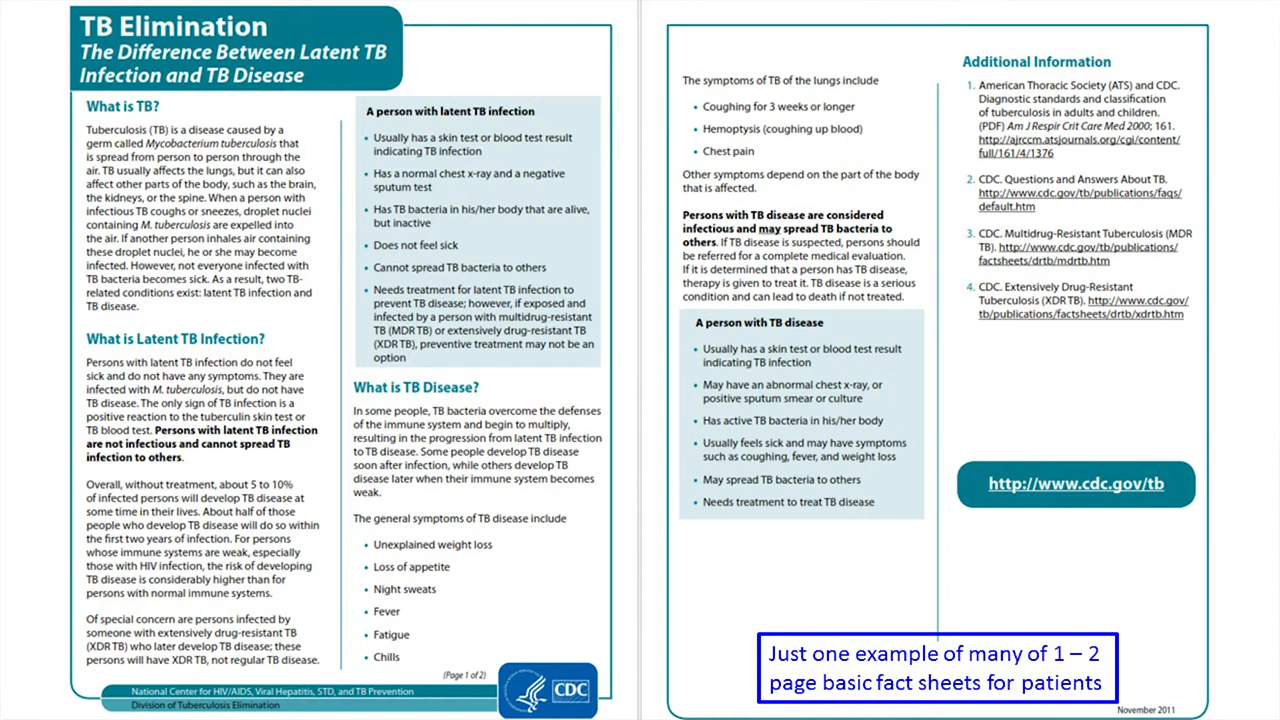 TB Elimination
The Difference Between Latent TB
Infection and TB Disease
What is TB?
Tuberculosis (TB) is a disease caused by a
germ called Mycobacterium tuberculosis that
is spread from person to person through the
air. TB usually affects the lungs, but it can also
affect other parts of the body, such as the brain,
the kidneys, or the spine. When a person with
infectious TB coughs or sneezes, droplet nuclei
containing M. tuberculosis are expelled into
the air. If another person inhales air containing
these droplet nuclei, he or she may become
infected. However, not everyone infected with
TB bacteria becomes sick. As a result, two TB-
related conditions exist: latent TB infection and
TB disease.
What is Latent TB Infection?
Persons with latent TB infection do not feel
sick and do not have any symptoms. They are
infected with M. tuberculosis, but do not have
TB disease. The only sign of TB infection is a
positive reaction to the tuberculin skin test or
TB blood test. Persons with latent TB infection
are not infectious and cannot spread TB
infection to others.
Overall, without treatment, about 5 to 10%
of infected persons will develop TB disease at
some time in their lives. About half of those
people who develop TB disease will do so within
the first two years of infection. For persons
whose immune systems are weak, especially
those with HIV infection, the risk of developing
TB disease is considerably higher than for
persons with normal immune systems.
Of special concern are persons infected by
someone with extensively drug-resistant TB
(XDR TB) who later develop TB disease; these
persons will have XDR TB, not regular TB disease.
A person with latent TB infection
• Usually has a skin test or blood test result
indicating TB infection
• Has a normal chest x-ray and a negative
sputum test
• Has TB bacteria in his/her body that are alive,
but inactive
• Does not feel sick
• Cannot spread TB bacteria to others
• Needs treatment for latent TB infection to
prevent TB disease; however, if exposed and
infected by a person with multidrug-resistant
TB (MDR TB) or extensively drug-resistant TB
(XDR TB), preventive treatment may not be an
option
What is TB Disease?
In some people, TB bacteria overcome the defenses
of the immune system and begin to multiply,
resulting in the progression from latent TB infection
to TB disease. Some people develop TB disease
soon after infection, while others develop TB
disease later when their immune system becomes
weak.
The general symptoms of TB disease include
• Unexplained weight loss
• Loss of appetite
• Night sweats
• Fever
• Fatigue
• Chills
(Page 1 of 2)
National Center for HIV/AIDS, Viral Hepatitis, STD, and TB Prevention
Division of Tuberculosis Elimination
CDC
The symptoms of TB of the lungs include
• Coughing for 3 weeks or longer
• Hemoptysis (coughing up blood)
• Chest pain
Other symptoms depend on the part of the body
that is affected.
Persons with TB disease are considered
infectious and may spread TB bacteria to
others. If TB disease is suspected, persons should
be referred for a complete medical evaluation.
If it is determined that a person has TB disease,
therapy is given to treat it. TB disease is a serious
condition and can lead to death if not treated.
A person with TB disease
• Usually has a skin test or blood test result
indicating TB infection
• May have an abnormal chest x-ray, or
positive sputum smear or culture
• Has active TB bacteria in his/her body
• Usually feels sick and may have symptoms
such as coughing, fever, and weight loss
• May spread TB bacteria to others
• Needs treatment to treat TB disease
Additional Information
1. American Thoracic Society (ATS) and CDC.
Diagnostic standards and classification
of tuberculosis in adults and children.
(PDF) Am J Respir Crit Care Med 2000; 161.
http://ajrccm.atsjournals.org/cgi/content/
full/161/4/1376
2. CDC. Questions and Answers About TB.
http://www.cdc.gov/tb/publications/faqs/
default.htm
3. CDC. Multidrug-Resistant Tuberculosis (MDR
TB). http://www.cdc.gov/tb/publications/
factsheets/drtb/mdrtb.htm
4. CDC. Extensively Drug-Resistant
Tuberculosis (XDR TB). http://www.cdc.gov/
tb/publications/factsheets/drtb/xdrtb.htm
http://www.cdc.gov/tb
Just one example of many of 1 – 2
page basic fact sheets for patients
November 2011